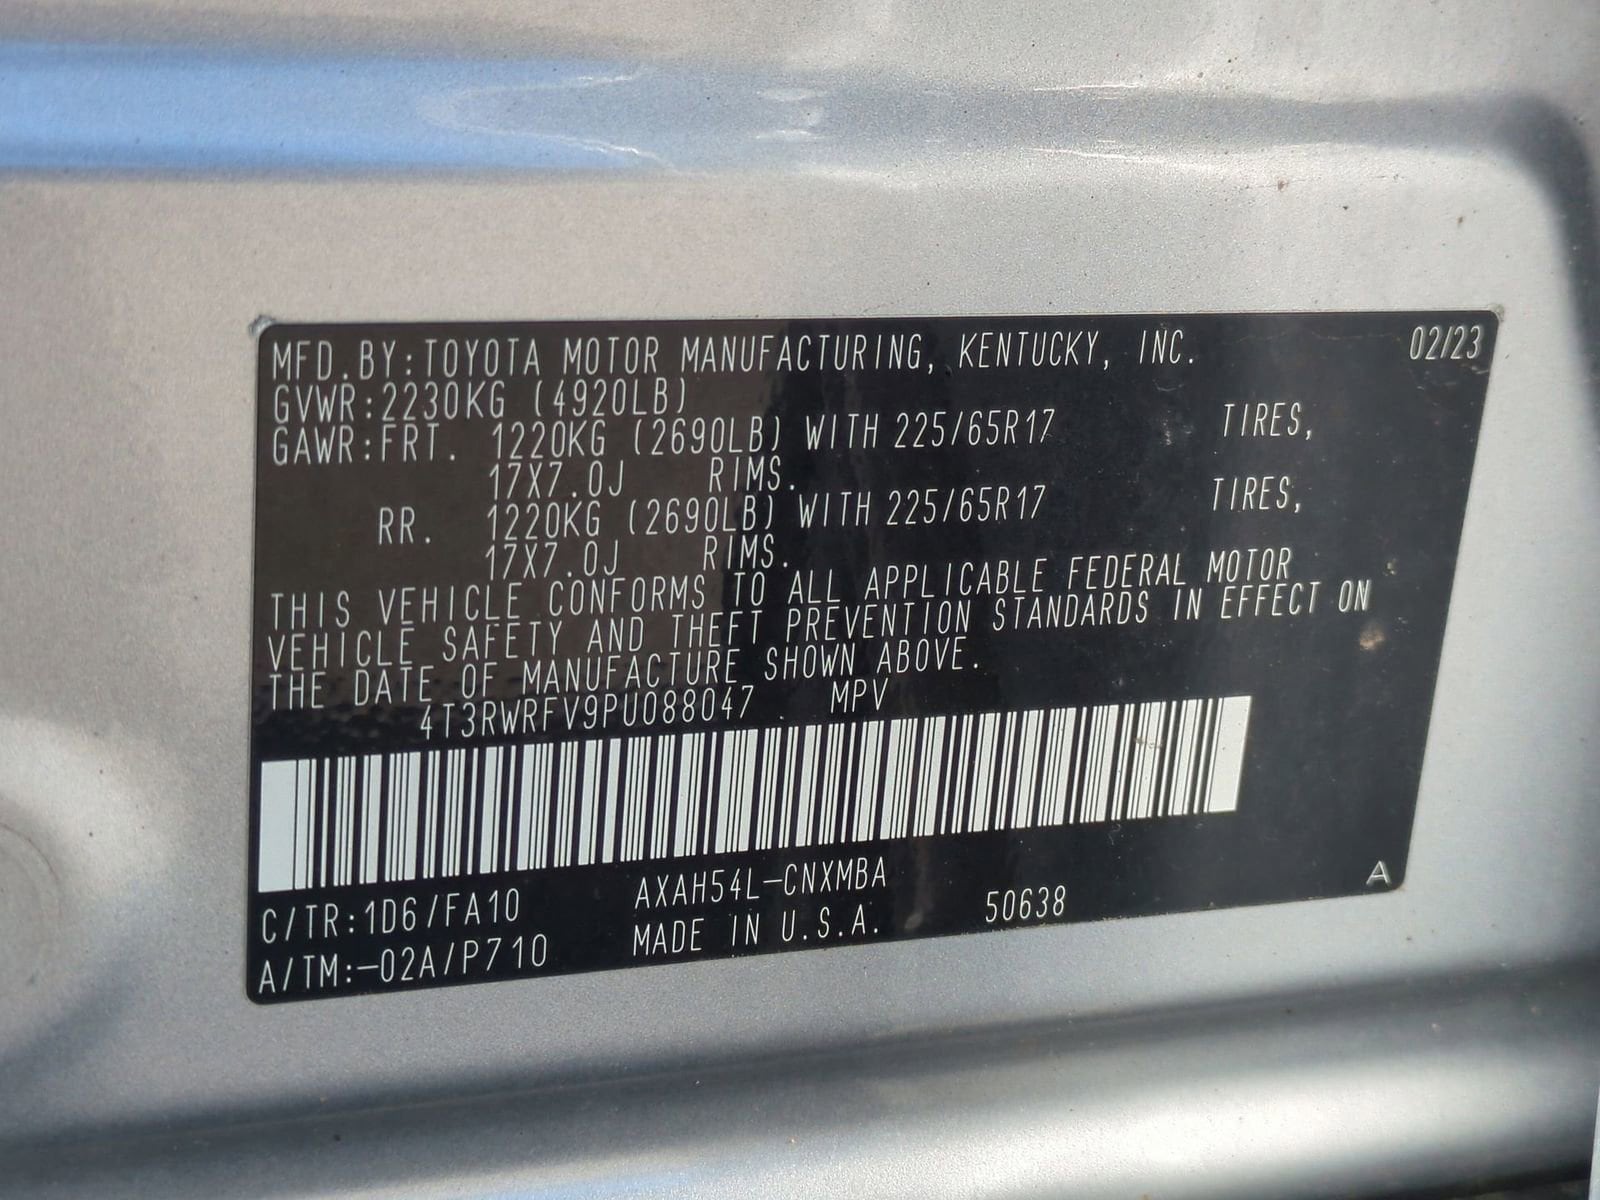 MFD.BY:TOYOTA MOTOR MANUFACTURING, KENTUCKY, INC. 02/23
GVWR:2230KG (4920LB)
GAWR:FRT. 1220KG (2690LB) WITH 225/65R17 TIRES,
17X7.0J RIMS.
RR. 1220KG (2690LB) WITH 225/65R17 TIRES,
17X7.0J RIMS.
THIS VEHICLE CONFORMS TO ALL APPLICABLE FEDERAL MOTOR
VEHICLE SAFETY AND THEFT PREVENTION STANDARDS IN EFFECT ON
THE DATE OF MANUFACTURE SHOWN ABOVE.
4T3RWRFV9PU088047 MPV
C/TR:1D6/FA10 AXAH54L-CNXMBA A
A/TM:-02A/P710 MADE IN U.S.A. 50638